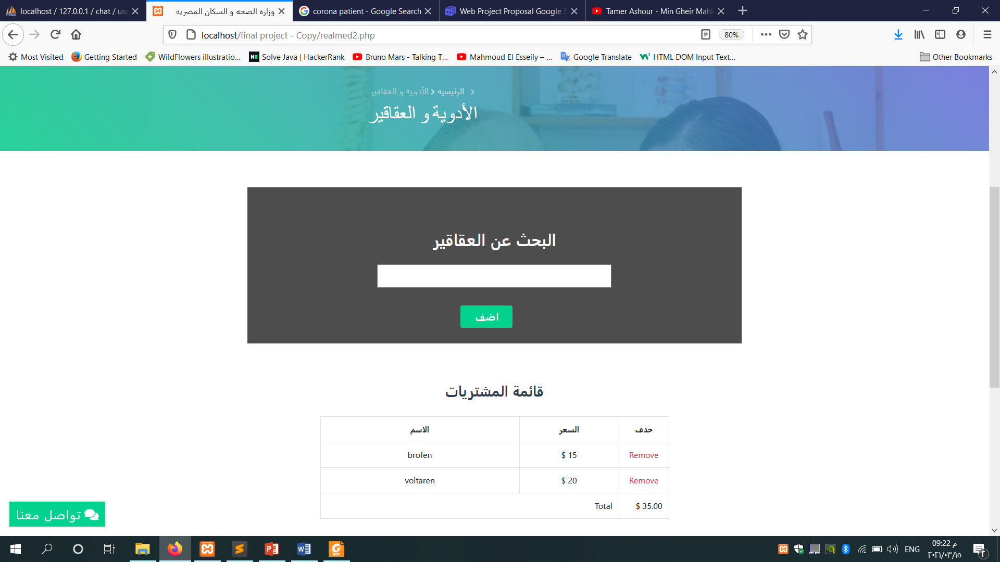 localhost / 127.0.0.1 / chat / use
وزاره الصحه و السكان المصريه
corona patient - Google Search
Web Project Proposal Google S
Tamer Ashour - Min Gheir Mahk
localhost/final project - Copy/realmed2.php
80%
Most Visited
Getting Started
WildFlowers illustratio...
Solve Java | HackerRank
Bruno Mars - Talking T...
Mahmoud El Esseily – ...
Google Translate
HTML DOM Input Text...
Other Bookmarks
الرئيسيه > الأدوية و العقاقير
الأدوية و العقاقير
البحث عن العقاقير
اضف
قائمة المشتريات
الاسم السعر حذف
brofen $ 15 Remove
voltaren $ 20 Remove
Total $ 35.00
تواصل معنا
ENG
09:22 م
٢٠٢١/٠٣/١٥
٢